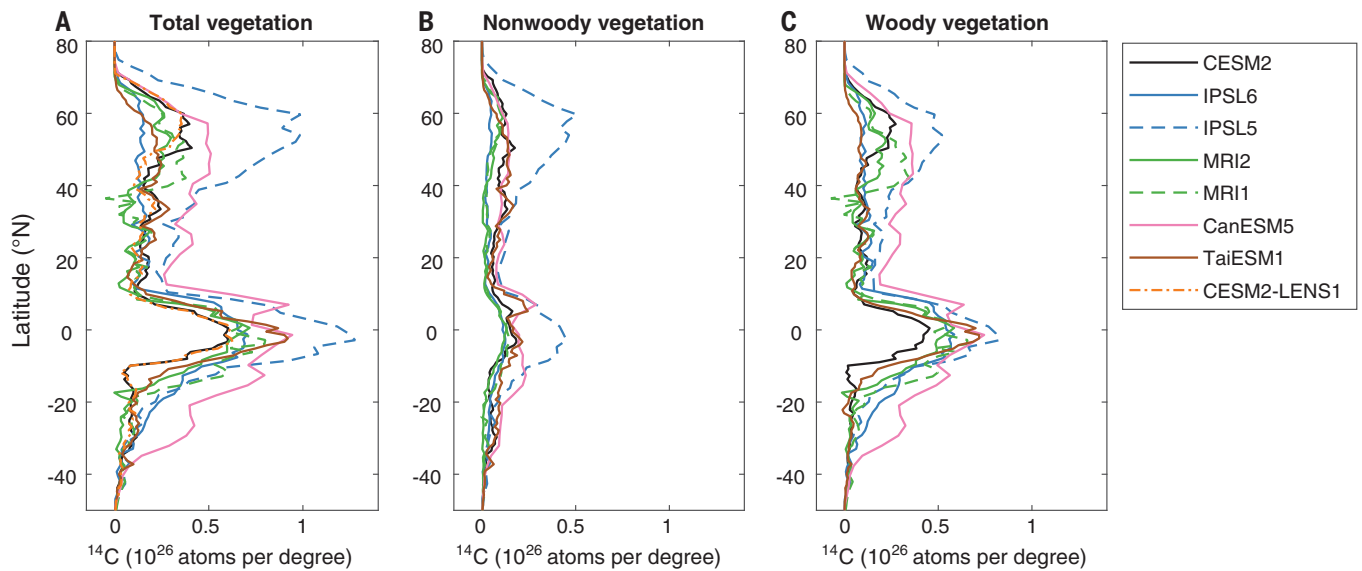 A Total vegetation
80
60
40
20
0
-20
-40
0 0.5 1
Latitude (°N)
¹⁴C (10²⁶ atoms per degree)
B Nonwoody vegetation
80
60
40
20
0
-20
-40
0 0.5 1
¹⁴C (10²⁶ atoms per degree)
C Woody vegetation
80
60
40
20
0
-20
-40
0 0.5 1
¹⁴C (10²⁶ atoms per degree)
CESM2
IPSL6
IPSL5
MRI2
MRI1
CanESM5
TaiESM1
CESM2-LENS1